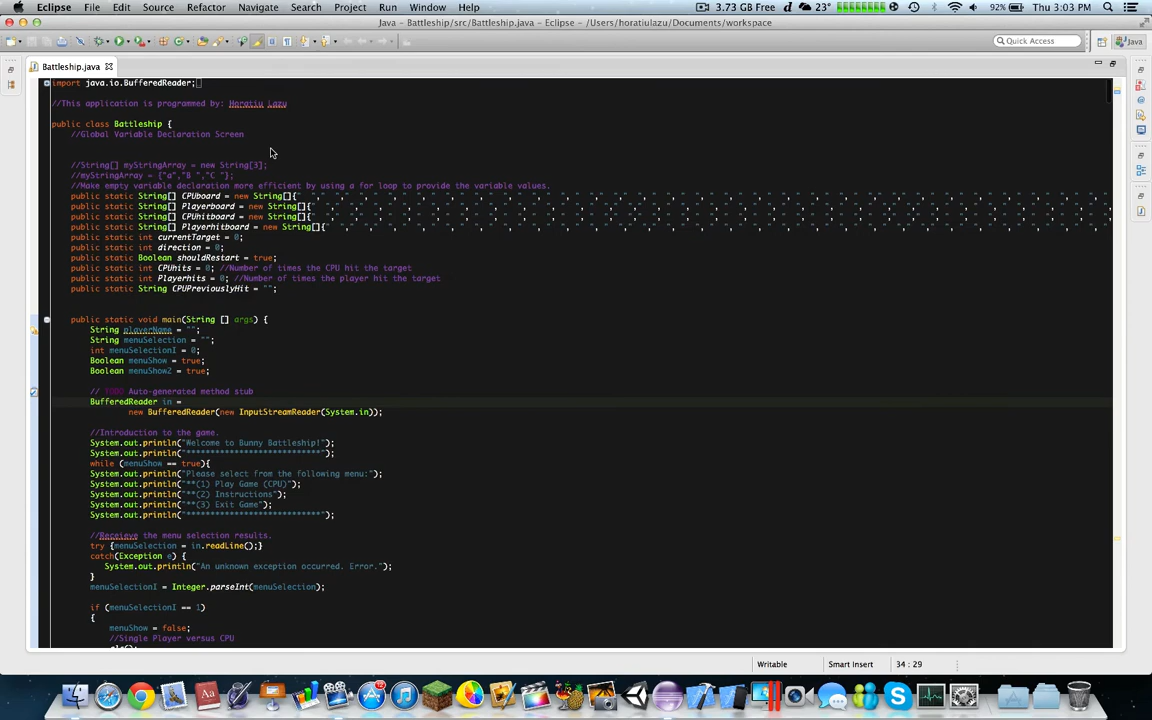 Eclipse File Edit Source Refactor Navigate Search Project Run Window Help 3.73 GB Free 23° 92% Thu 3:03 PM
Java – Battleship/src/Battleship.java – Eclipse – /Users/horatiulazu/Documents/workspace
Quick Access Java
Battleship.java
import java.io.BufferedReader;
//This application is programmed by: Horatiu Lazu
public class Battleship {
//Global Variable Declaration Screen
//String[] myStringArray = new String[3];
//myStringArray = {"a","B ","C "};
//Make empty variable declaration more efficient by using a for loop to provide the variable values.
public static String[] CPUboard = new String[]{
public static String[] Playerboard = new String[]{
public static String[] CPUhitboard = new String[]{
public static String[] Playerhitboard = new String[]{
public static int currentTarget = 0;
public static int direction = 0;
public static Boolean shouldRestart = true;
public static int CPUhits = 0; //Number of times the CPU hit the target
public static int Playerhits = 0; //Number of times the player hit the target
public static String CPUPreviouslyHit = "";
public static void main(String [] args) {
String playerName = "";
String menuSelection = "";
int menuSelectionI = 0;
Boolean menuShow = true;
Boolean menuShow2 = true;
// TODO Auto-generated method stub
BufferedReader in =
new BufferedReader(new InputStreamReader(System.in));
//Introduction to the game.
System.out.println("Welcome to Bunny Battleship!");
System.out.println("****************************");
while (menuShow == true){
System.out.println("Please select from the following menu:");
System.out.println("**(1) Play Game (CPU)");
System.out.println("**(2) Instructions");
System.out.println("**(3) Exit Game");
System.out.println("****************************");
//Receieve the menu selection results.
try {menuSelection = in.readLine();}
catch(Exception e) {
System.out.println("An unknown exception occurred. Error.");
}
menuSelectionI = Integer.parseInt(menuSelection);
if (menuSelectionI == 1)
{
menuShow = false;
//Single Player versus CPU
Writable Smart Insert 34 : 29